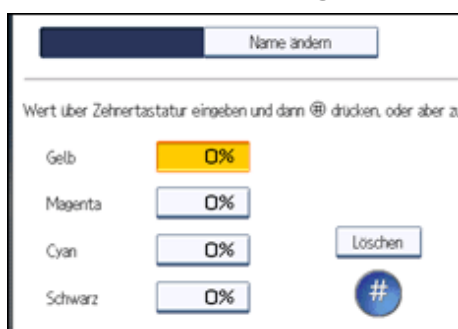 Name ändern
Wert über Zehnertastatur eingeben und dann ⌗ drücken, oder aber
Gelb 0%
Magenta 0%
Cyan 0%
Löschen
Schwarz 0%
#